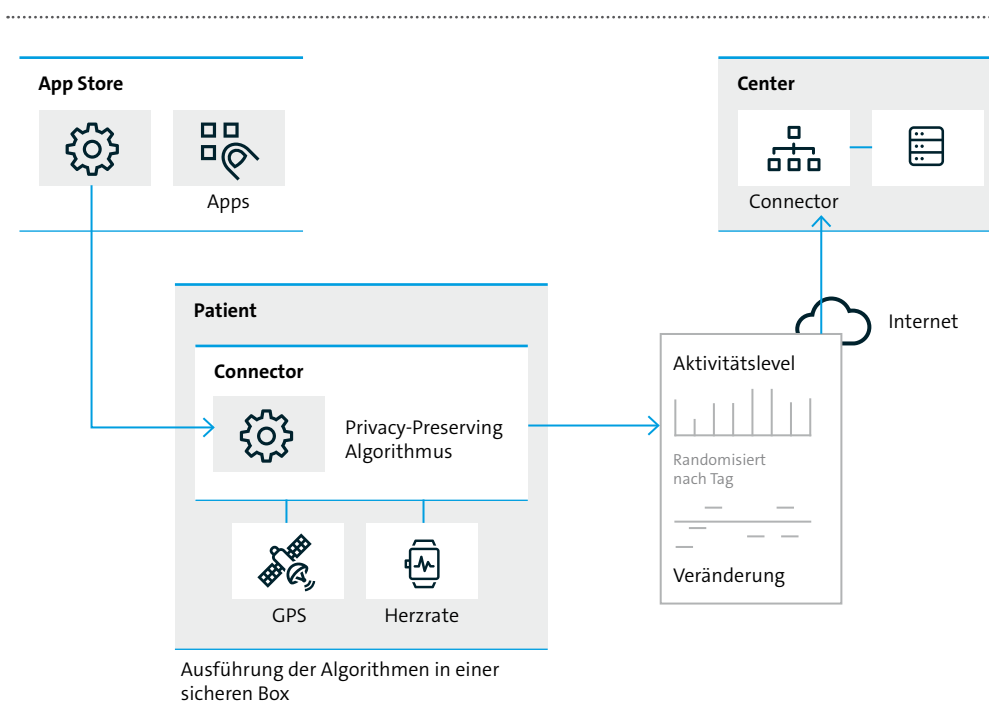 App Store
Apps
Center
Connector
Internet
Patient
Connector
Privacy-Preserving
Algorithmus
GPS
Herzrate
Ausführung der Algorithmen in einer
sicheren Box
Aktivitätslevel
Randomisiert
nach Tag
Veränderung